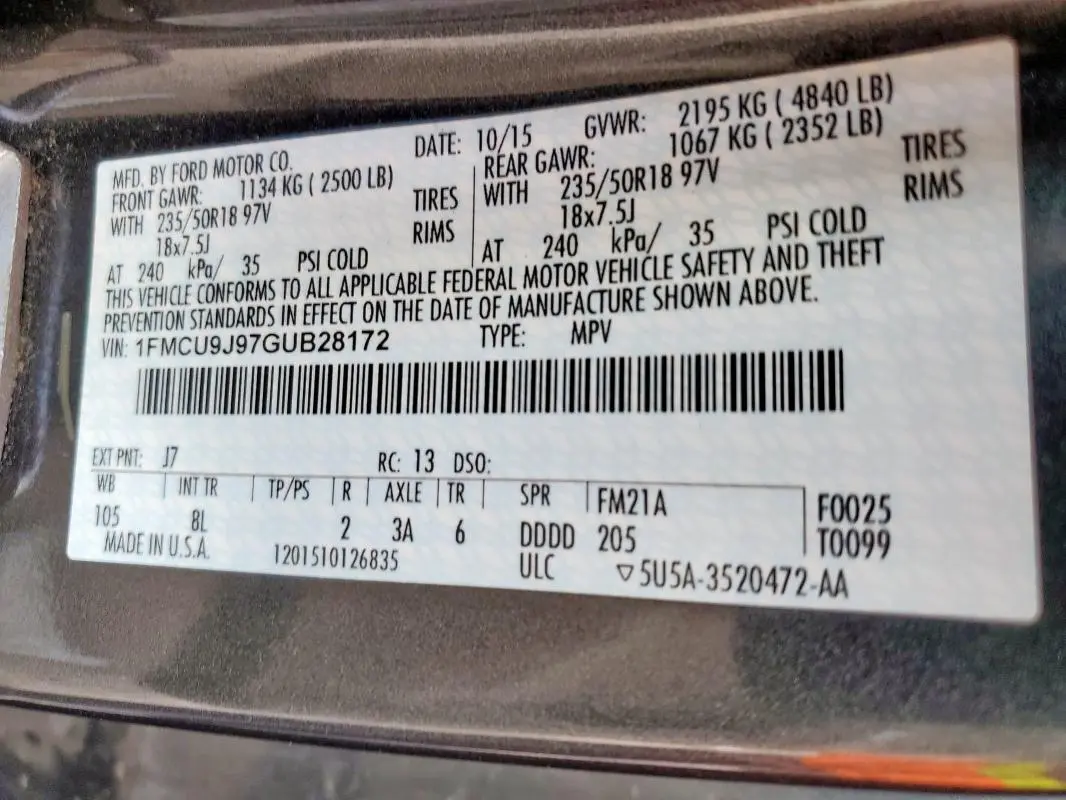 MFD. BY FORD MOTOR CO. DATE: 10/15 GVWR: 2195 KG ( 4840 LB)
FRONT GAWR: 1134 KG ( 2500 LB) REAR GAWR: 1067 KG ( 2352 LB)
WITH 235/50R18 97V TIRES WITH 235/50R18 97V TIRES
18x7.5J RIMS 18x7.5J RIMS
AT 240 kPa/ 35 PSI COLD AT 240 kPa/ 35 PSI COLD
THIS VEHICLE CONFORMS TO ALL APPLICABLE FEDERAL MOTOR VEHICLE SAFETY AND THEFT
PREVENTION STANDARDS IN EFFECT ON THE DATE OF MANUFACTURE SHOWN ABOVE.
VIN: 1FMCU9J97GUB28172 TYPE: MPV
EXT PNT: J7 RC: 13 DSO:
WB INT TR TP/PS R AXLE TR SPR FM21A F0025
105 8L 2 3A 6 DDDD 205 T0099
MADE IN U.S.A. 1201510126835 ULC ▽5U5A-3520472-AA